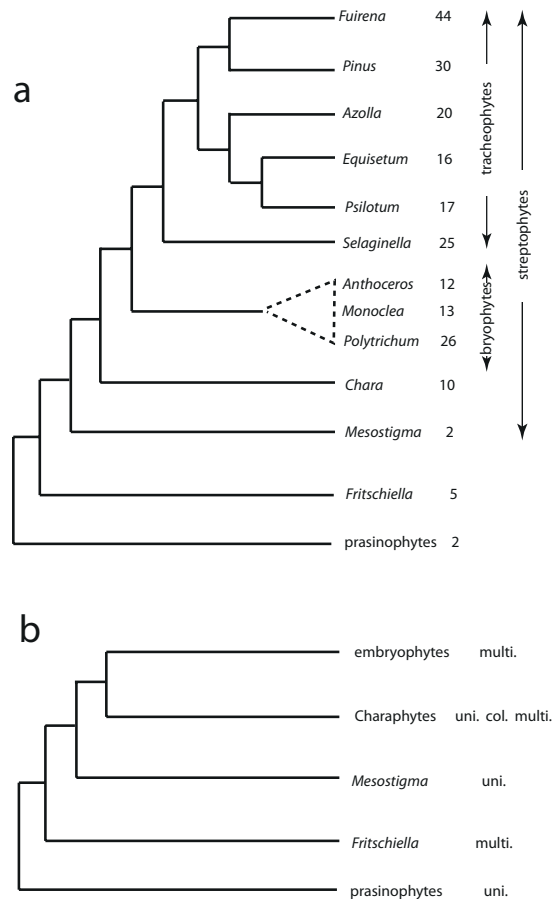 a
Fuirena 44
Pinus 30
Azolla 20
Equisetum 16
Psilotum 17
Selaginella 25
Anthoceros 12
Monoclea 13
Polytrichum 26
Chara 10
Mesostigma 2
Fritschiella 5
prasinophytes 2
tracheophytes
bryophytes
streptophytes
b
embryophytes multi.
Charaphytes uni. col. multi.
Mesostigma uni.
Fritschiella multi.
prasinophytes uni.